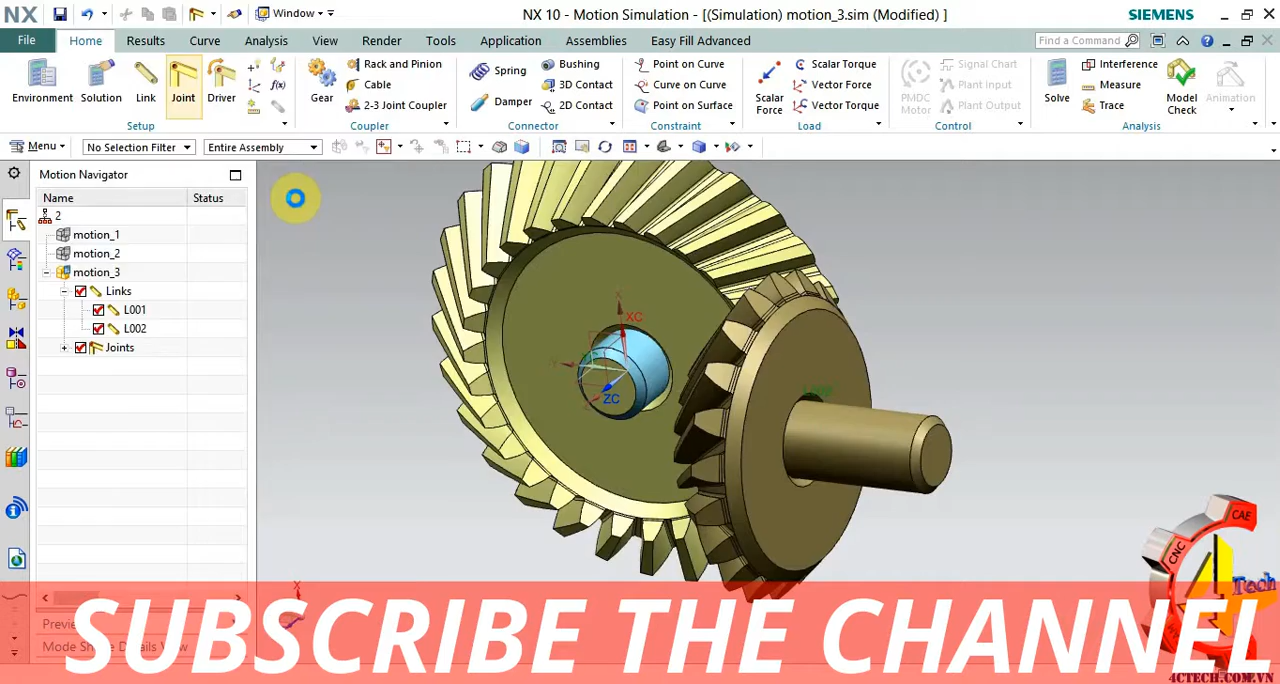 NX
Window
NX 10 - Motion Simulation - [(Simulation) motion_3.sim (Modified) ]
SIEMENS
File
Home
Results
Curve
Analysis
View
Render
Tools
Application
Assemblies
Easy Fill Advanced
Find a Command
Environment
Solution
Link
Joint
Driver
f(x)
Setup
Gear
Rack and Pinion
Cable
2-3 Joint Coupler
Coupler
Spring
Damper
Bushing
3D Contact
2D Contact
Connector
Point on Curve
Curve on Curve
Point on Surface
Constraint
Scalar Force
Scalar Torque
Vector Force
Vector Torque
Load
PMDC Motor
Signal Chart
Plant Input
Plant Output
Control
Solve
Interference
Measure
Trace
Model Check
Animation
Analysis
Menu
No Selection Filter
Entire Assembly
Motion Navigator
Name
Status
2
motion_1
motion_2
motion_3
Links
L001
L002
Joints
XC
ZC
CAE
CNC
Tech
SUBSCRIBE THE CHANNEL
4CTECH.COM.VN